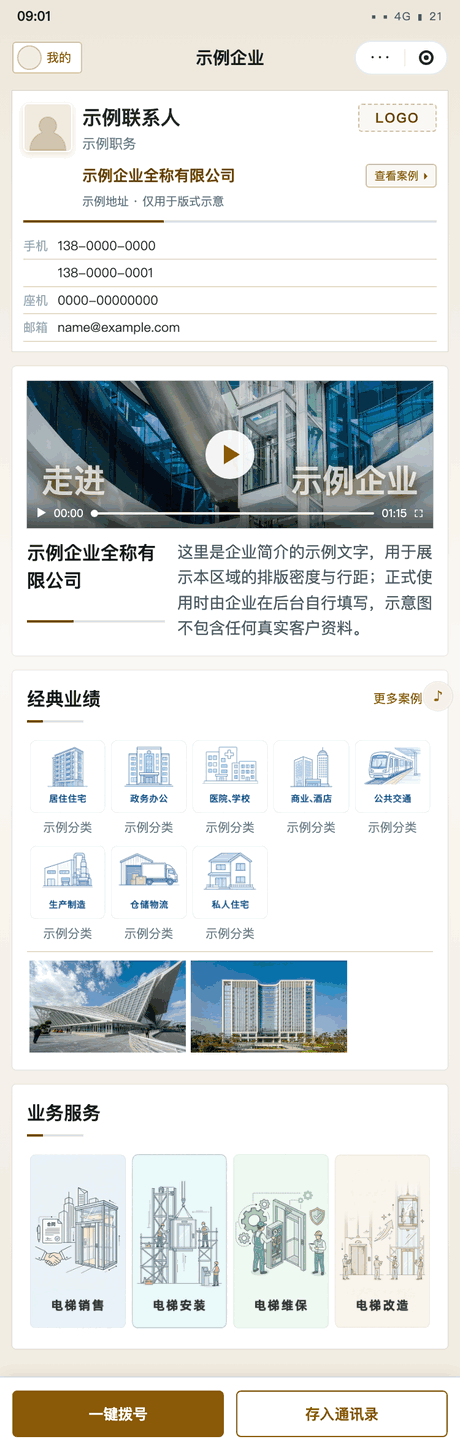 09:01
4G 21
我的
示例企业
示例联系人
LOGO
示例职务
示例企业全称有限公司
查看案例
示例地址 · 仅用于版式示意
手机 138-0000-0000
138-0000-0001
座机 0000-00000000
邮箱 name@example.com
走进 示例企业
00:00 01:15
示例企业全称有
限公司
这里是企业简介的示例文字，用于展
示本区域的排版密度与行距；正式使
用时由企业在后台自行填写，示意图
不包含任何真实客户资料。
经典业绩
更多案例
居住住宅 政务办公 医院、学校 商业、酒店 公共交通
示例分类 示例分类 示例分类 示例分类 示例分类
生产制造 仓储物流 私人住宅
示例分类 示例分类 示例分类
业务服务
合同
电梯销售 电梯安装 电梯维保 电梯改造
一键拨号
存入通讯录